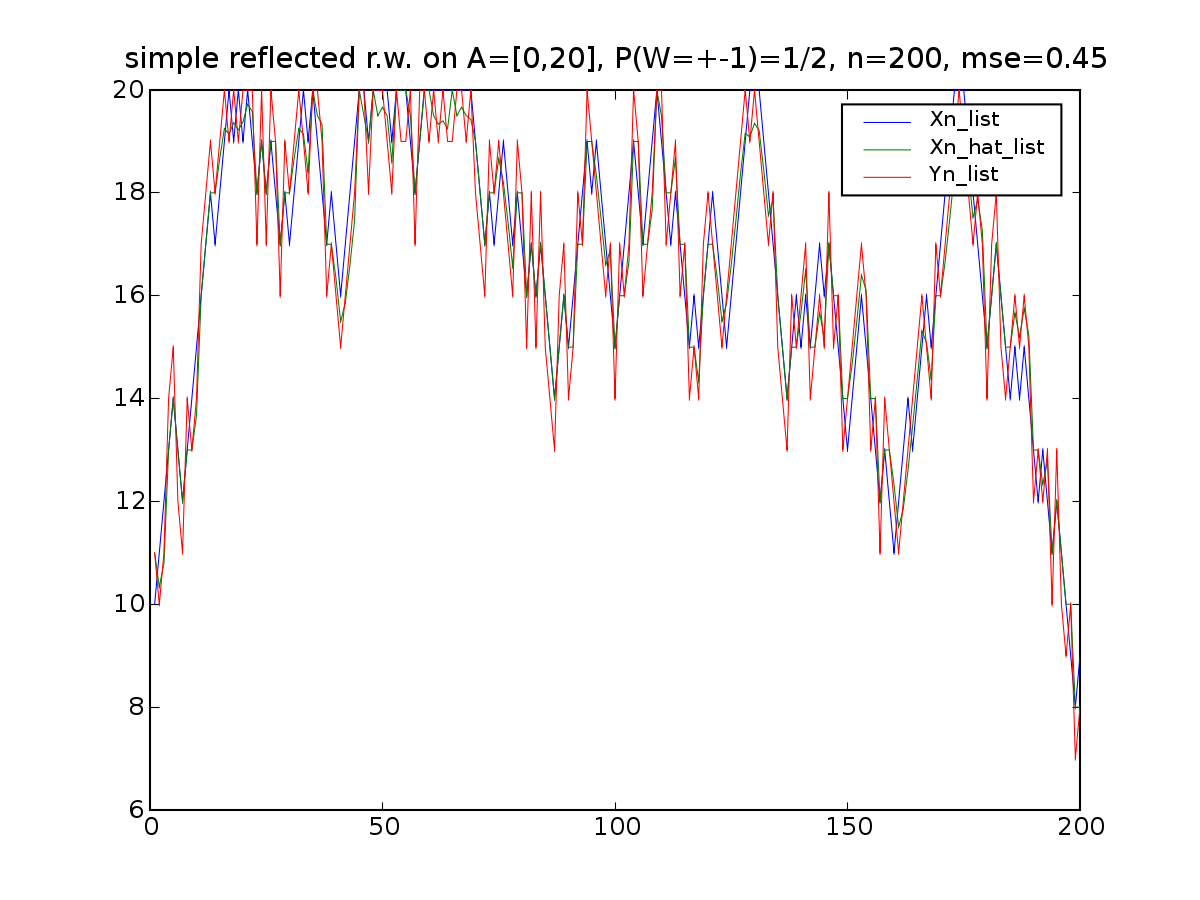 simple reflected r.w. on A=[0,20], P(W=+-1)=1/2, n=200, mse=0.45
Xn_list
Xn_hat_list
Yn_list
20
18
16
14
12
10
8
6
0 50 100 150 200